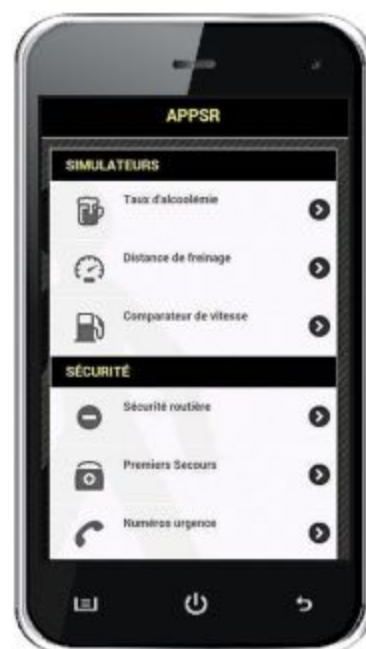 APPSR
SIMULATEURS
Taux d'alcoolémie
Distance de freinage
Comparateur de vitesse
SÉCURITÉ
Sécurité routière
Premiers Secours
Numéros urgence